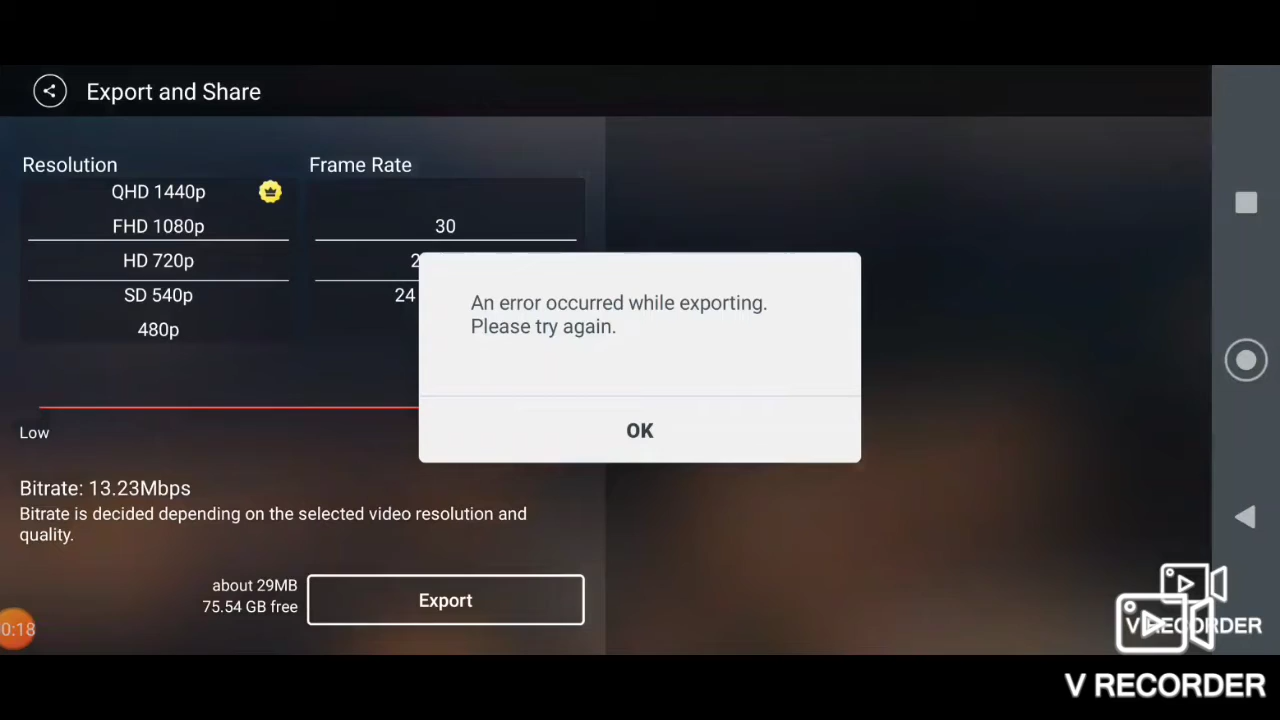 Export and Share
Resolution
Frame Rate
QHD 1440p
FHD 1080p
HD 720p
SD 540p
480p
30
2
24
An error occurred while exporting.
Please try again.
OK
Low
Bitrate: 13.23Mbps
Bitrate is decided depending on the selected video resolution and
quality.
about 29MB
75.54 GB free
Export
0:18
V RECORDER
V RECORDER